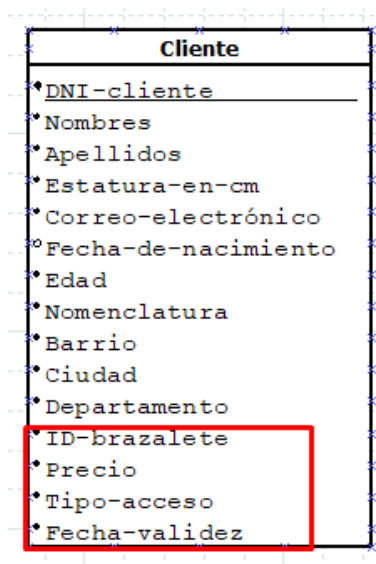 Cliente
DNI-cliente
Nombres
Apellidos
Estatura-en-cm
Correo-electrónico
Fecha-de-nacimiento
Edad
Nomenclatura
Barrio
Ciudad
Departamento
ID-brazalete
Precio
Tipo-acceso
Fecha-validez